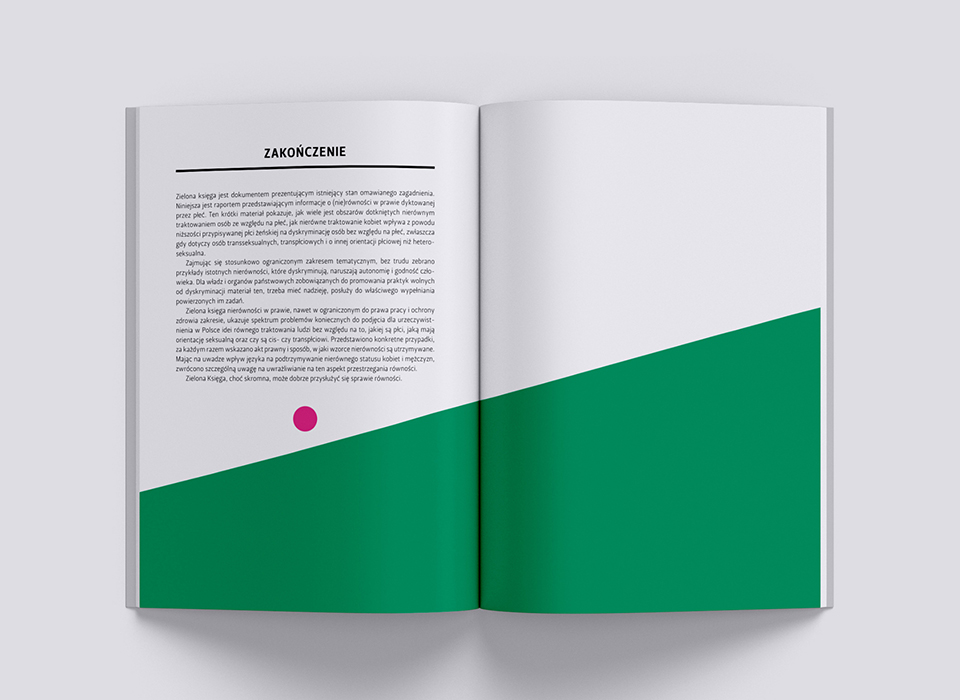 ZAKOŃCZENIE
Zielona księga jest dokumentem prezentującym istniejący stan omawianego zagadnienia.
Niniejsza jest raportem przedstawiającym informacje o (nie)równości w prawie dyktowanej
przez płeć. Ten krótki materiał pokazuje, jak wiele jest obszarów dotkniętych nierównym
traktowaniem osób ze względu na płeć, jak nierówne traktowanie kobiet wpływa z powodu
niższości przypisywanej płci żeńskiej na dyskryminację osób bez względu na płeć, zwłaszcza
gdy dotyczy osób transseksualnych, transpłciowych i o innej orientacji płciowej niż hetero-
seksualna.
Zajmując się stosunkowo ograniczonym zakresem tematycznym, bez trudu zebrano
przykłady istotnych nierówności, które dyskryminują, naruszają autonomię i godność czło-
wieka. Dla władz i organów państwowych zobowiązanych do promowania praktyk wolnych
od dyskryminacji materiał ten, trzeba mieć nadzieję, posłuży do właściwego wypełniania
powierzonych im zadań.
Zielona księga nierówności w prawie, nawet w ograniczonym do prawa pracy i ochrony
zdrowia zakresie, ukazuje spektrum problemów koniecznych do podjęcia dla urzeczywist-
nienia w Polsce idei równego traktowania ludzi bez względu na to, jakiej są płci, jaką mają
orientację seksualną oraz czy są cis- czy transpłciowi. Przedstawiono konkretne przypadki,
za każdym razem wskazano akt prawny i sposób, w jaki wzorce nierówności są utrzymywane.
Mając na uwadze wpływ języka na podtrzymywanie nierównego statusu kobiet i mężczyzn,
zwrócono szczególną uwagę na uwrażliwianie na ten aspekt przestrzegania równości.
Zielona Księga, choć skromna, może dobrze przysłużyć się sprawie równości.